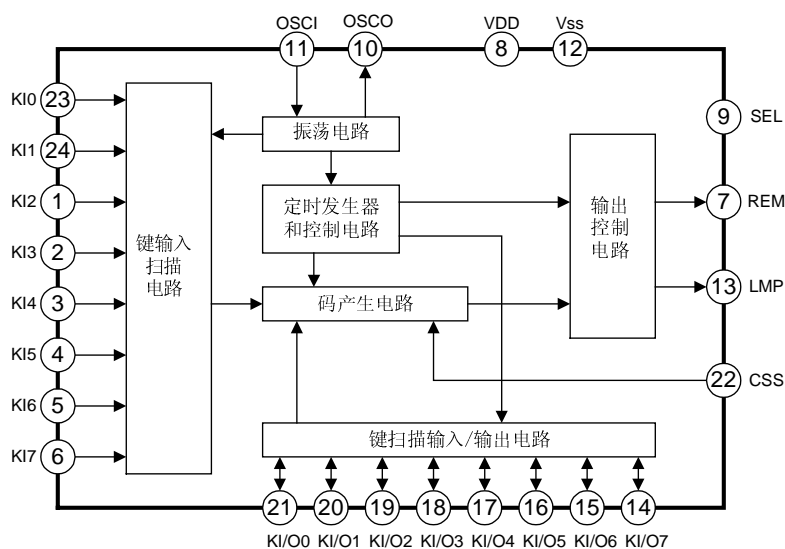 OSCI OSCO VDD Vss
11 10 8 12
KI0 23
KI1 24
KI2 1
KI3 2
KI4 3
KI5 4
KI6 5
KI7 6
键输入
扫描
电路
振荡电路
定时发生器
和控制电路
码产生电路
输出
控制
电路
9 SEL
7 REM
13 LMP
22 CSS
键扫描输入/输出电路
21 20 19 18 17 16 15 14
KI/O0 KI/O1 KI/O2 KI/O3 KI/O4 KI/O5 KI/O6 KI/O7